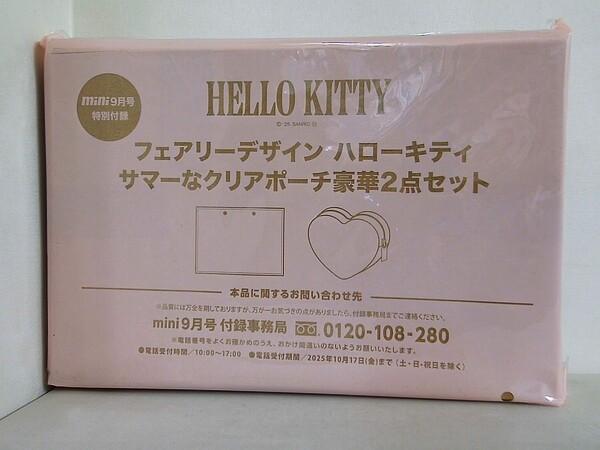 mini9月号
特別付録
HELLO KITTY
©'25 SANRIO
フェアリーデザイン ハローキティ
サマーなクリアポーチ豪華2点セット
本品に関するお問い合わせ先
※品質には万全を期しておりますが、万が一お気づきの点がありましたら、付録事務局までご連絡ください。
mini9月号 付録事務局 0120-108-280
※電話番号をよくお確かめのうえ、おかけ間違いのないようお願いいたします。
●電話受付時間/10:00~17:00 ●電話受付期間/2025年10月17日(金)まで(土・日・祝日を除く)